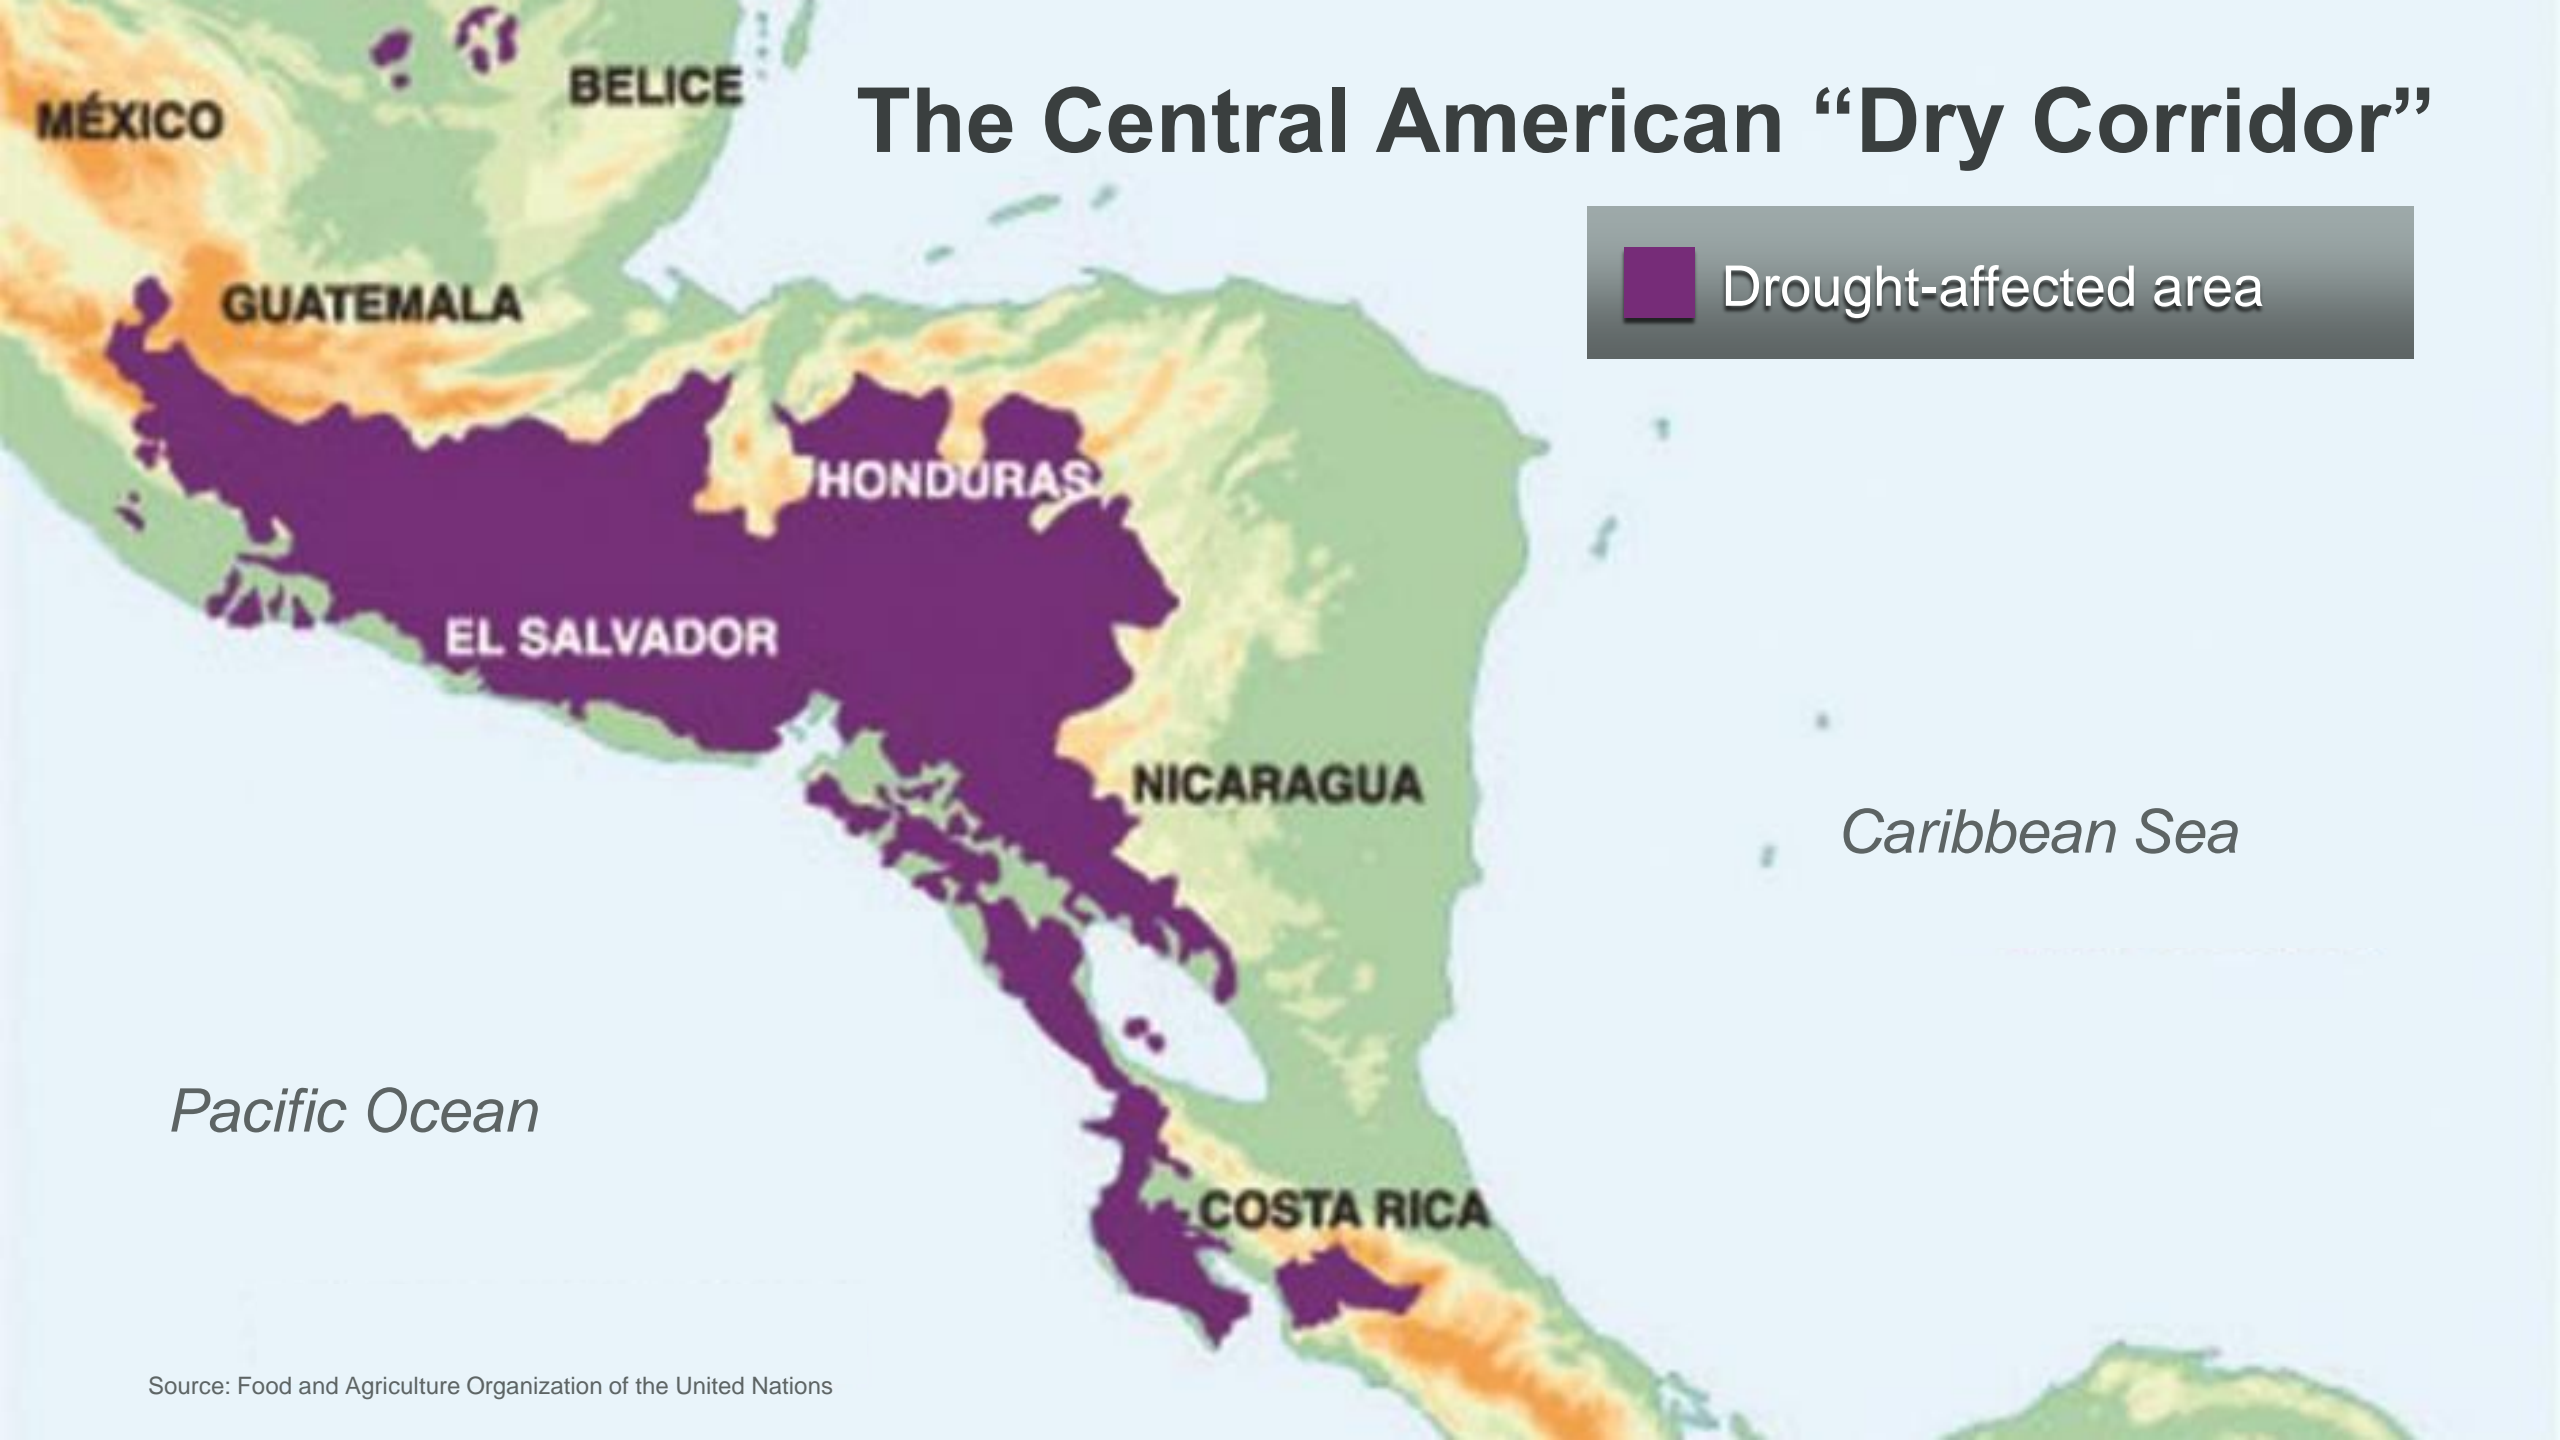 The Central American “Dry Corridor”
BELICE
MÉXICO
Drought-affected area
GUATEMALA
HONDURAS
EL SALVADOR
NICARAGUA
Caribbean Sea
Pacific Ocean
COSTA RICA
Source: Food and Agriculture Organization of the United Nations